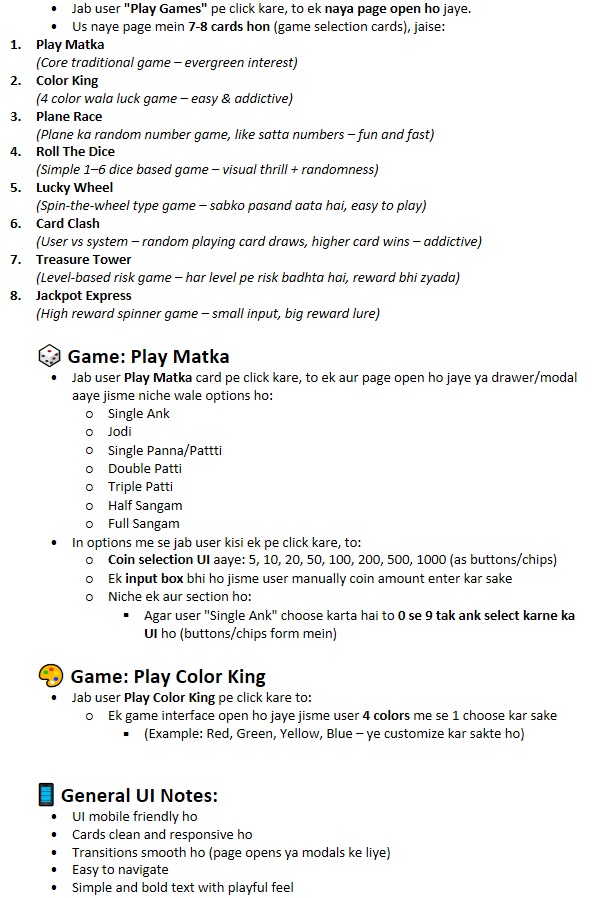 • Jab user "Play Games" pe click kare, to ek naya page open ho jaye.
• Us naye page mein 7-8 cards hon (game selection cards), jaise:
1. Play Matka
(Core traditional game – evergreen interest)
2. Color King
(4 color wala luck game – easy & addictive)
3. Plane Race
(Plane ka random number game, like satta numbers – fun and fast)
4. Roll The Dice
(Simple 1–6 dice based game – visual thrill + randomness)
5. Lucky Wheel
(Spin-the-wheel type game – sabko pasand aata hai, easy to play)
6. Card Clash
(User vs system – random playing card draws, higher card wins – addictive)
7. Treasure Tower
(Level-based risk game – har level pe risk badhta hai, reward bhi zyada)
8. Jackpot Express
(High reward spinner game – small input, big reward lure)
Game: Play Matka
• Jab user Play Matka card pe click kare, to ek aur page open ho jaye ya drawer/modal
aaye jisme niche wale options ho:
o Single Ank
o Jodi
o Single Panna/Pattti
o Double Patti
o Triple Patti
o Half Sangam
o Full Sangam
• In options me se jab user kisi ek pe click kare, to:
o Coin selection UI aaye: 5, 10, 20, 50, 100, 200, 500, 1000 (as buttons/chips)
o Ek input box bhi ho jisme user manually coin amount enter kar sake
o Niche ek aur section ho:
▪ Agar user "Single Ank" choose karta hai to 0 se 9 tak ank select karne ka
UI ho (buttons/chips form mein)
Game: Play Color King
• Jab user Play Color King pe click kare to:
o Ek game interface open ho jaye jisme user 4 colors me se 1 choose kar sake
▪ (Example: Red, Green, Yellow, Blue – ye customize kar sakte ho)
General UI Notes:
• UI mobile friendly ho
• Cards clean and responsive ho
• Transitions smooth ho (page opens ya modals ke liye)
• Easy to navigate
• Simple and bold text with playful feel